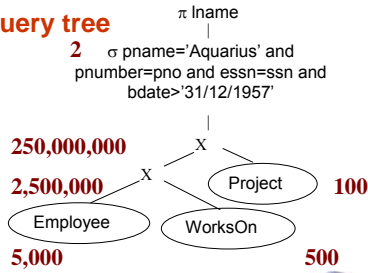 π lname
uery tree
2 σ pname='Aquarius' and
pnumber=pno and essn=ssn and
bdate>'31/12/1957'
250,000,000 X
2,500,000 X Project 100
Employee WorksOn
5,000 500